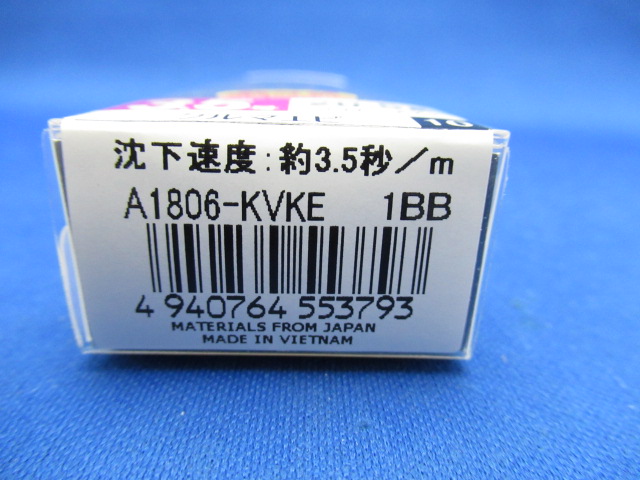 沈下速度:約3.5秒/m
A1806-KVKE 1BB
4 940764 553793
MATERIALS FROM JAPAN
MADE IN VIETNAM